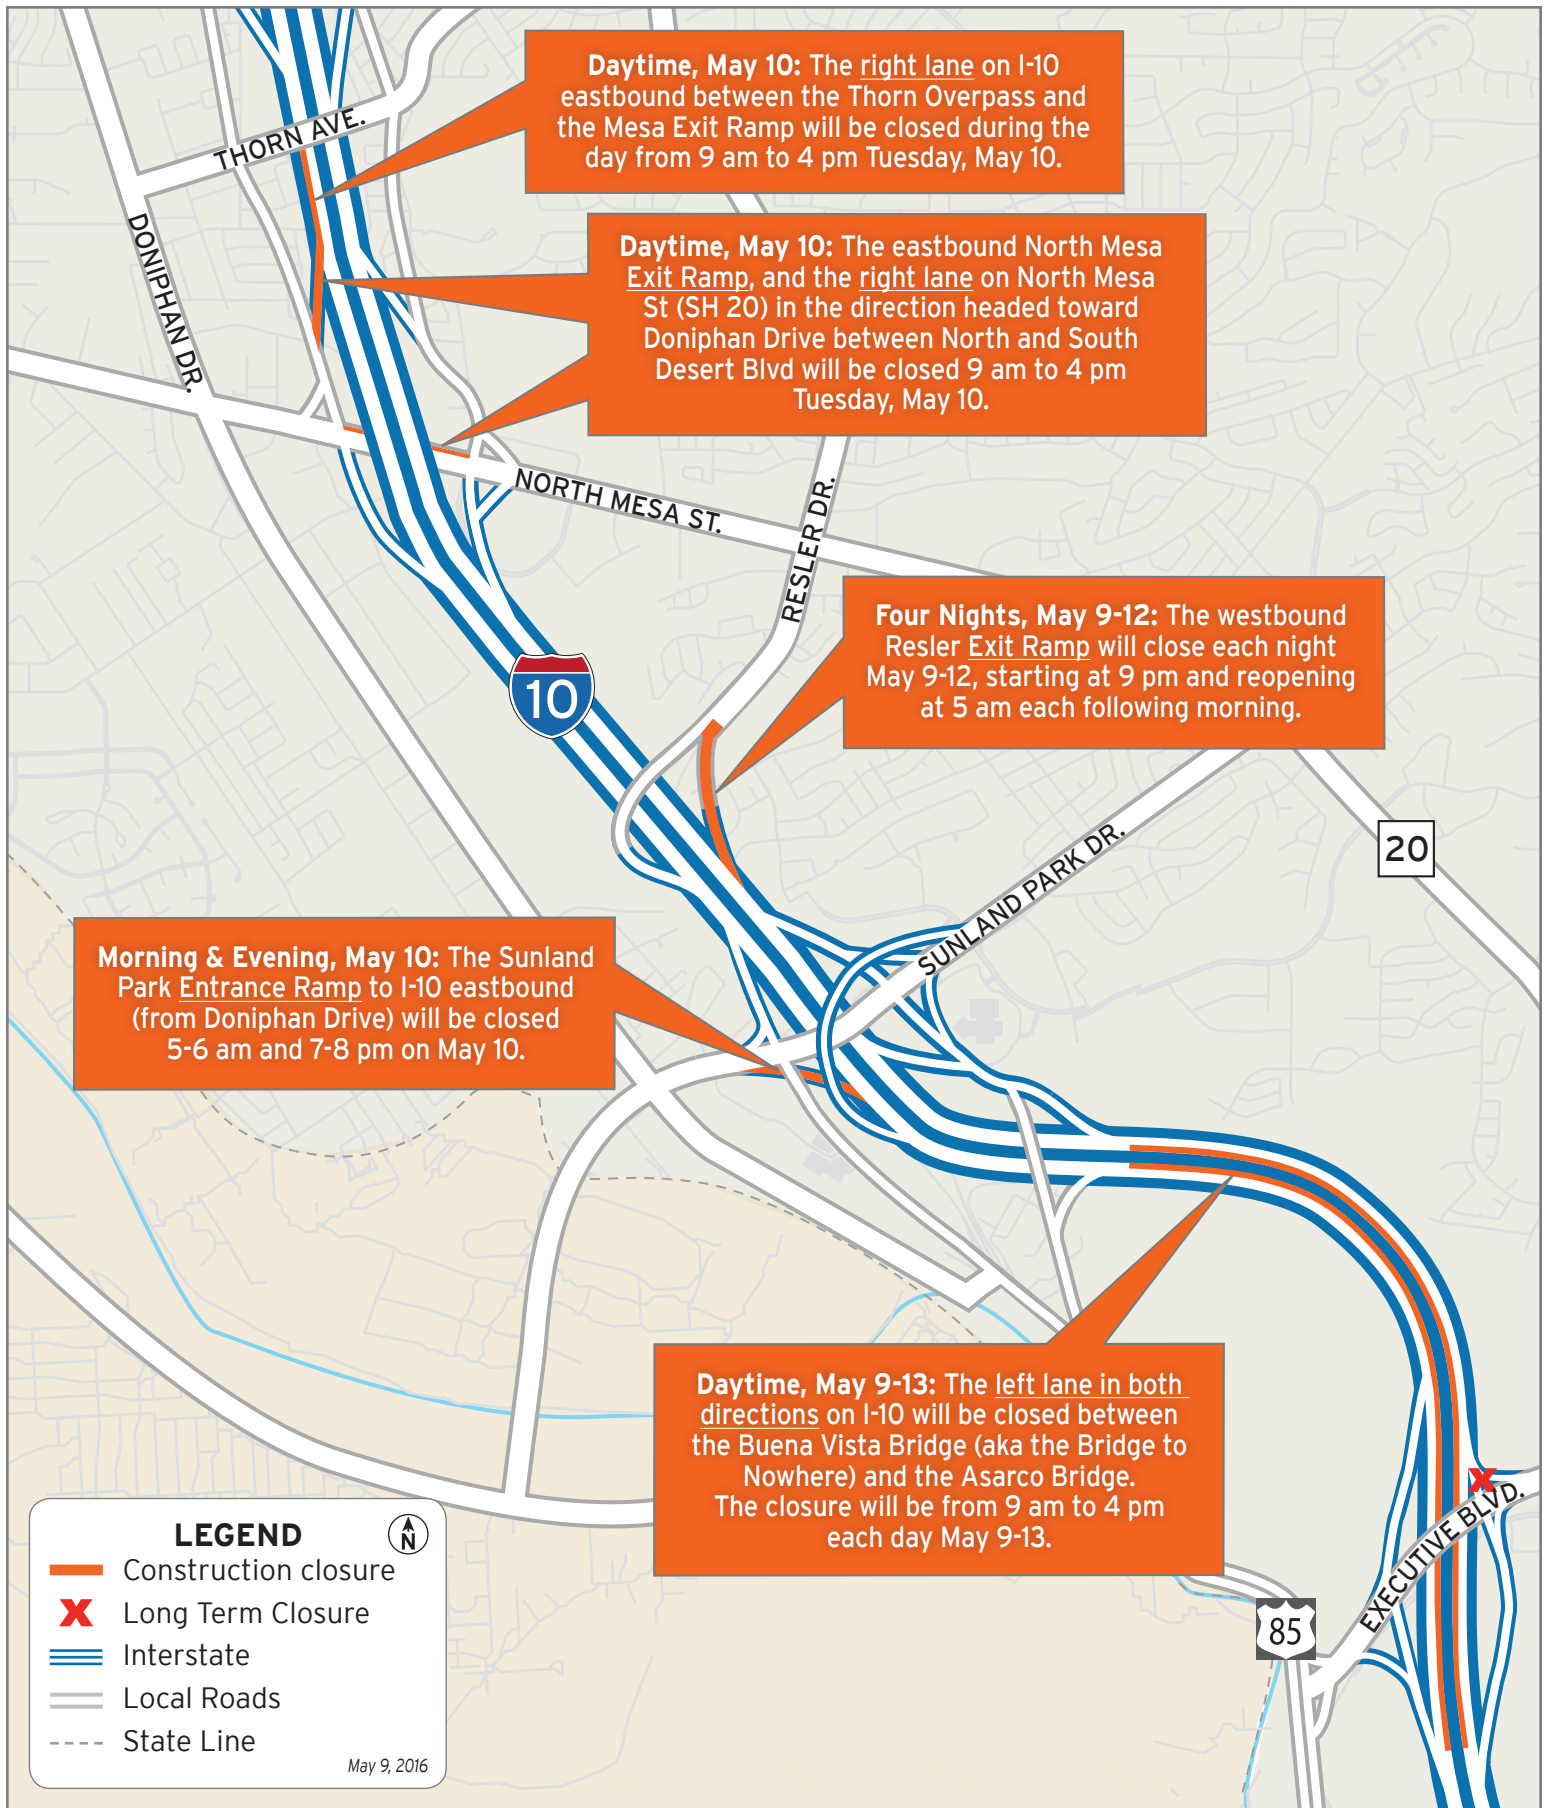 Daytime, May 10: The right lane on I-10
eastbound between the Thorn Overpass and
the Mesa Exit Ramp will be closed during the
day from 9 am to 4 pm Tuesday, May 10.
THORN AVE.
DONIPHAN DR.
Daytime, May 10: The eastbound North Mesa
Exit Ramp, and the right lane on North Mesa
St (SH 20) in the direction headed toward
Doniphan Drive between North and South
Desert Blvd will be closed 9 am to 4 pm
Tuesday, May 10.
NORTH MESA ST.
RESLER DR.
Four Nights, May 9-12: The westbound
Resler Exit Ramp will close each night
May 9-12, starting at 9 pm and reopening
at 5 am each following morning.
10
20
SUNLAND PARK DR.
Morning & Evening, May 10: The Sunland
Park Entrance Ramp to I-10 eastbound
(from Doniphan Drive) will be closed
5-6 am and 7-8 pm on May 10.
Daytime, May 9-13: The left lane in both
directions on I-10 will be closed between
the Buena Vista Bridge (aka the Bridge to
Nowhere) and the Asarco Bridge.
The closure will be from 9 am to 4 pm
each day May 9-13.
X
EXECUTIVE BLVD.
85
LEGEND
N
Construction closure
X Long Term Closure
Interstate
Local Roads
State Line
May 9, 2016